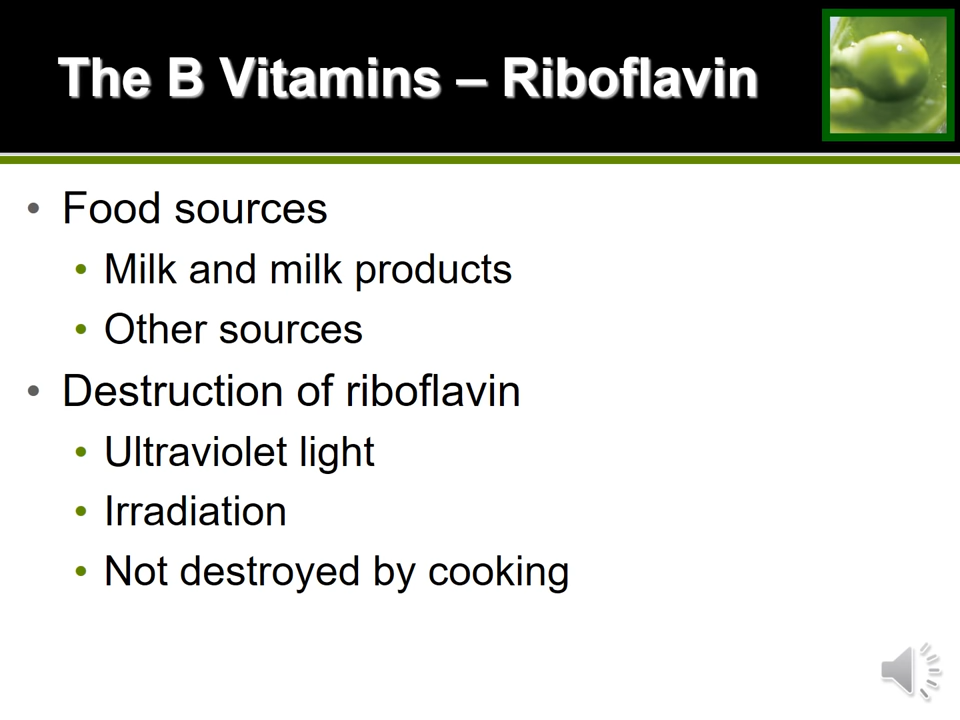 The B Vitamins – Riboflavin
• Food sources
• Milk and milk products
• Other sources
• Destruction of riboflavin
• Ultraviolet light
• Irradiation
• Not destroyed by cooking